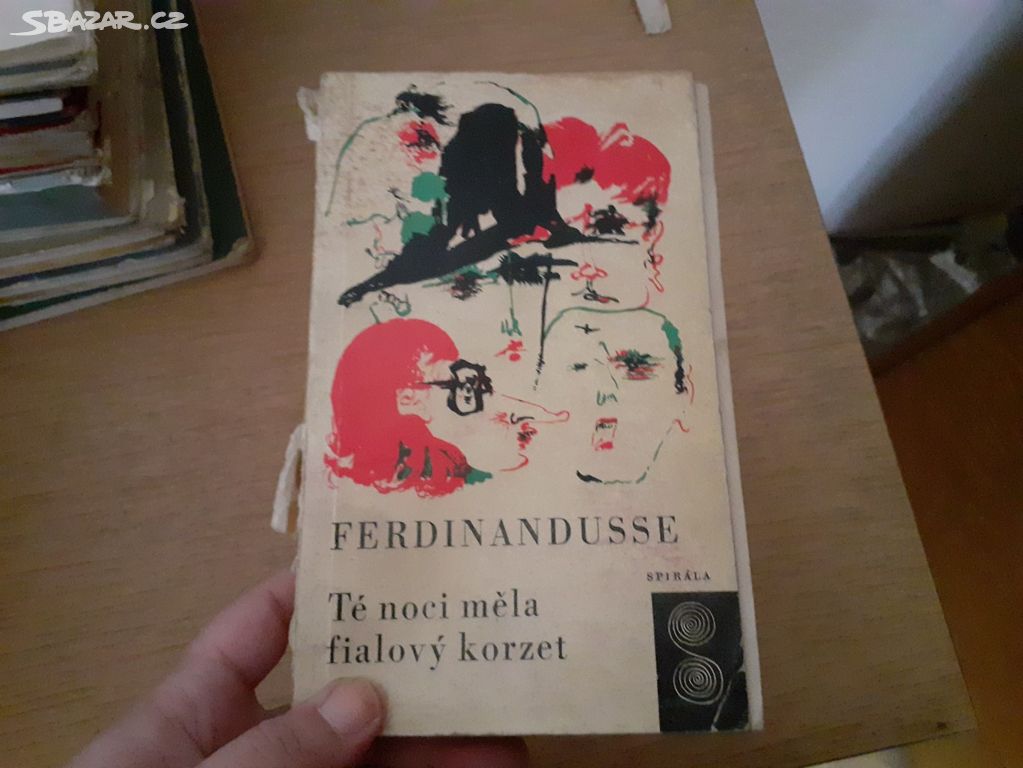 SBAZAR.CZ
FERDINANDUSSE
SPIRÁLA
Té noci měla
fialový korzet